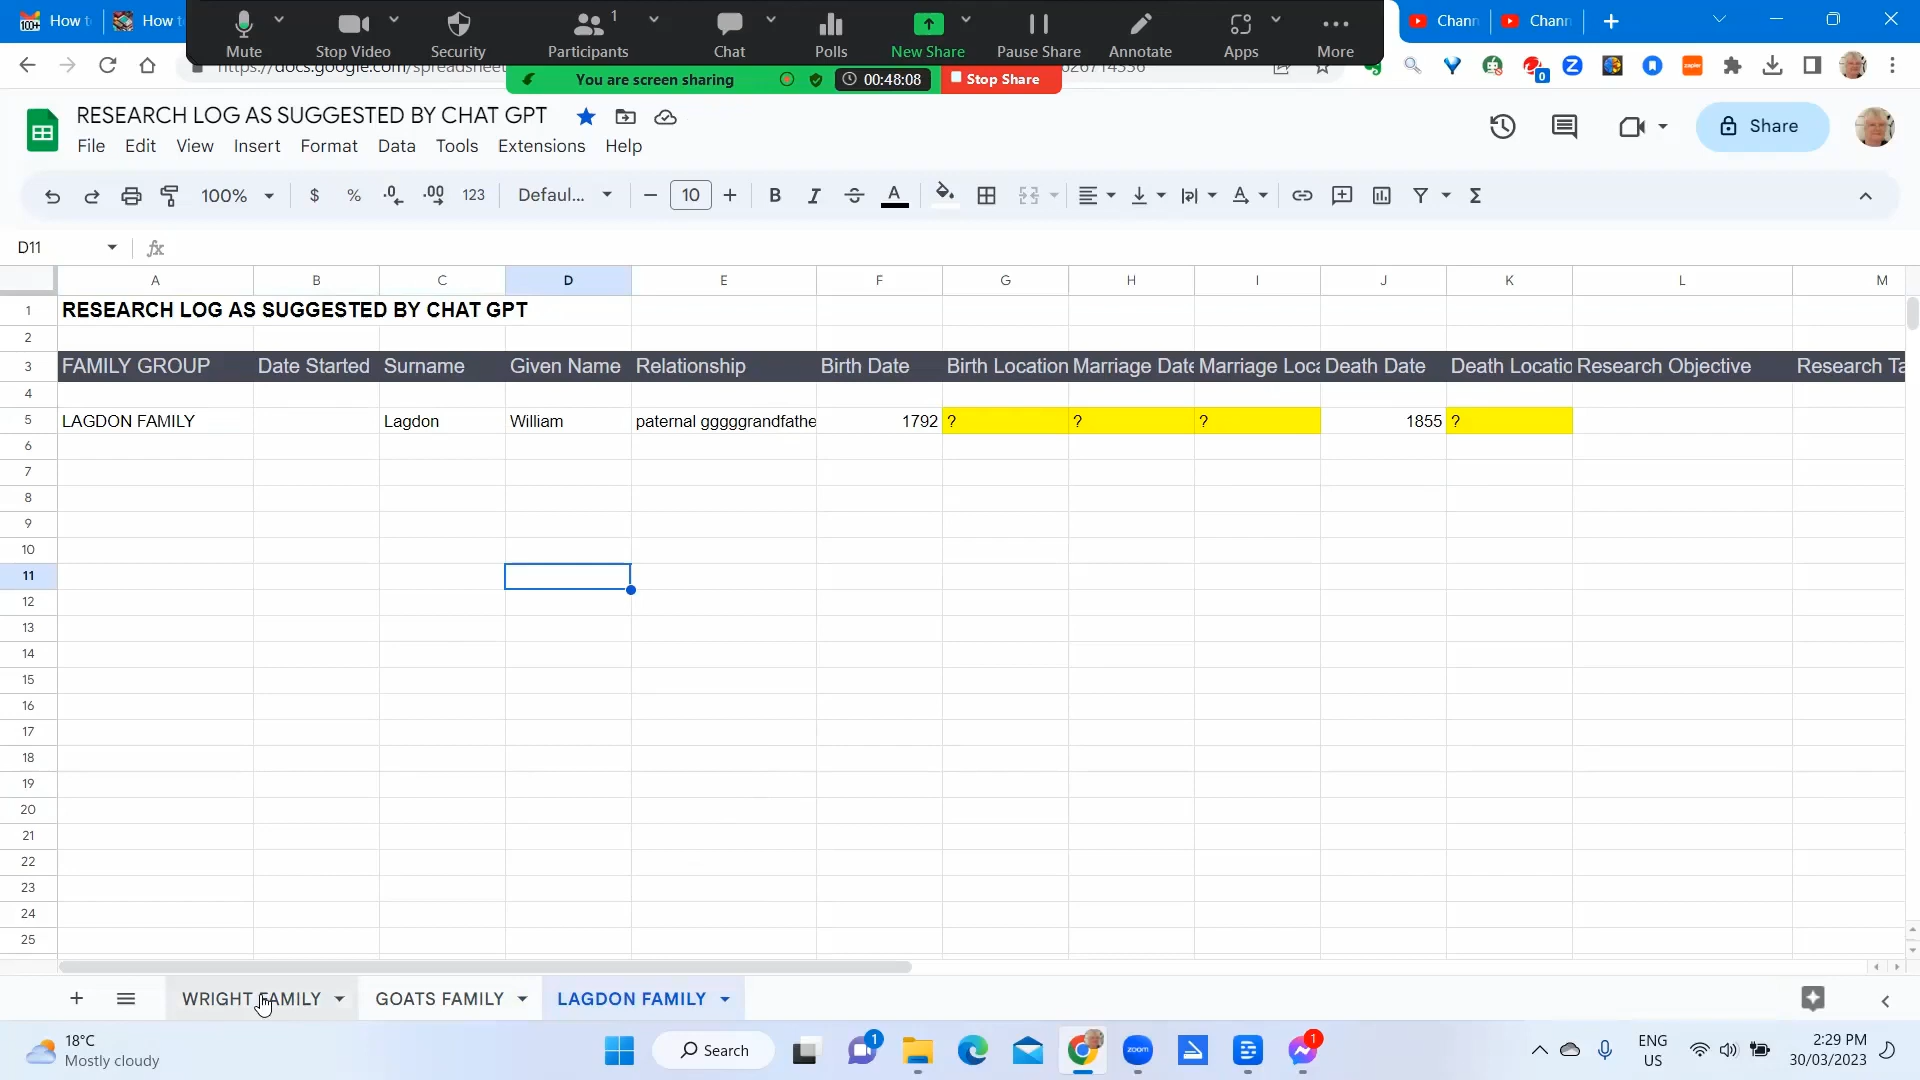 How t
How t
Chann
Chann
Mute
Stop Video
Security
Participants
1
Chat
Polls
New Share
Pause Share
Annotate
Apps
More
You are screen sharing
00:48:08
Stop Share
RESEARCH LOG AS SUGGESTED BY CHAT GPT
File Edit View Insert Format Data Tools Extensions Help
Share
100% $ % .0 .00 123 Defaul... 10 B I A Σ
D11
fx
A B C D E F G H I J K L M
1 RESEARCH LOG AS SUGGESTED BY CHAT GPT
2
3 FAMILY GROUP Date Started Surname Given Name Relationship Birth Date Birth Location Marriage Date Marriage Loca Death Date Death Locatio Research Objective Research Ta
4
5 LAGDON FAMILY Lagdon William paternal gggggrandfathe 1792 ? ? ? 1855 ?
6
7
8
9
10
11
12
13
14
15
16
17
18
19
20
21
22
23
24
25
WRIGHT FAMILY GOATS FAMILY LAGDON FAMILY
18°C
Mostly cloudy
Search
1
zoom
1
ENG
US
2:29 PM
30/03/2023